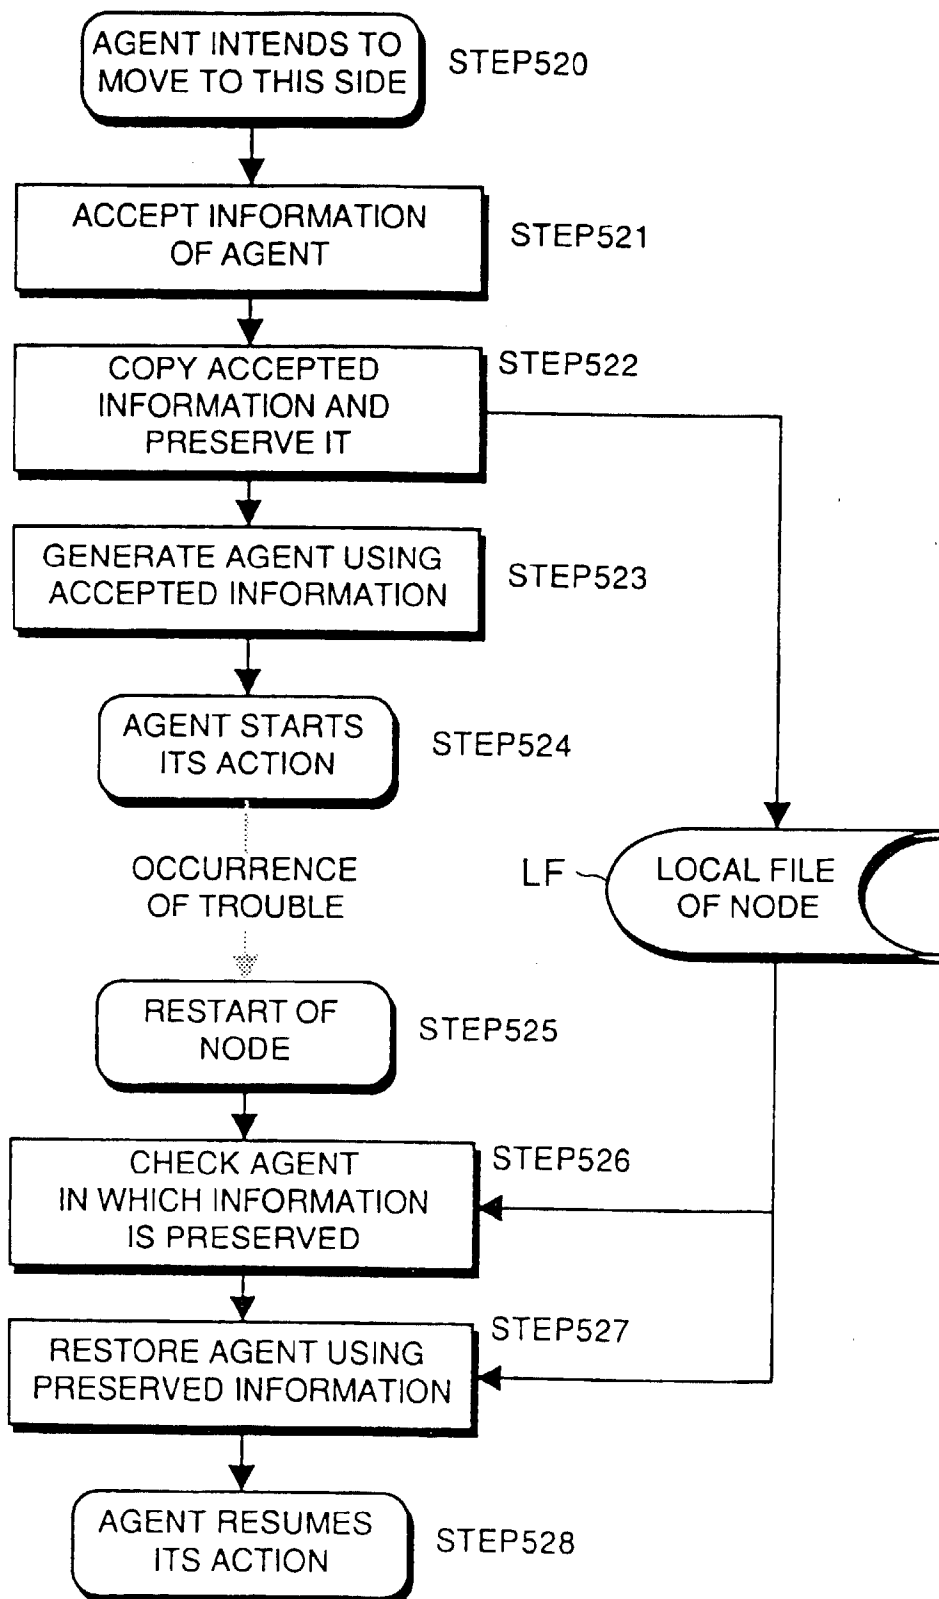 AGENT INTENDS TO
MOVE TO THIS SIDE
STEP520
ACCEPT INFORMATION
OF AGENT
STEP521
COPY ACCEPTED
INFORMATION AND
PRESERVE IT
STEP522
GENERATE AGENT USING
ACCEPTED INFORMATION
STEP523
AGENT STARTS
ITS ACTION
STEP524
OCCURRENCE
OF TROUBLE
LF
LOCAL FILE
OF NODE
RESTART OF
NODE
STEP525
CHECK AGENT
IN WHICH INFORMATION
IS PRESERVED
STEP526
RESTORE AGENT USING
PRESERVED INFORMATION
STEP527
AGENT RESUMES
ITS ACTION
STEP528